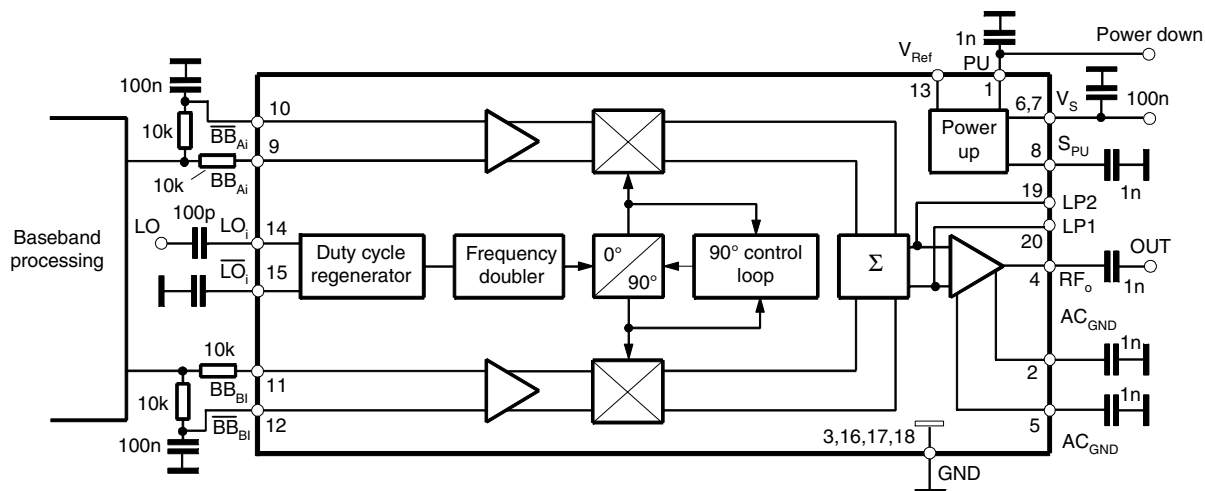 1n
Power down
V_Ref
PU
100n
10
13
1
6,7
V_S
100n
10k
B̅B̅_Ai
9
Power
up
8
S_PU
10k
BB_Ai
1n
19
LP2
LO
100p
LO_i
14
LP1
Baseband
processing
Duty cycle
regenerator
Frequency
doubler
0°
90°
90° control
loop
Σ
20
OUT
L̅O̅_i
15
4
RF_o
1n
AC_GND
10k
1n
BB_Bi
11
2
10k
1n
B̅B̅_Bi
12
100n
5
AC_GND
3,16,17,18
GND